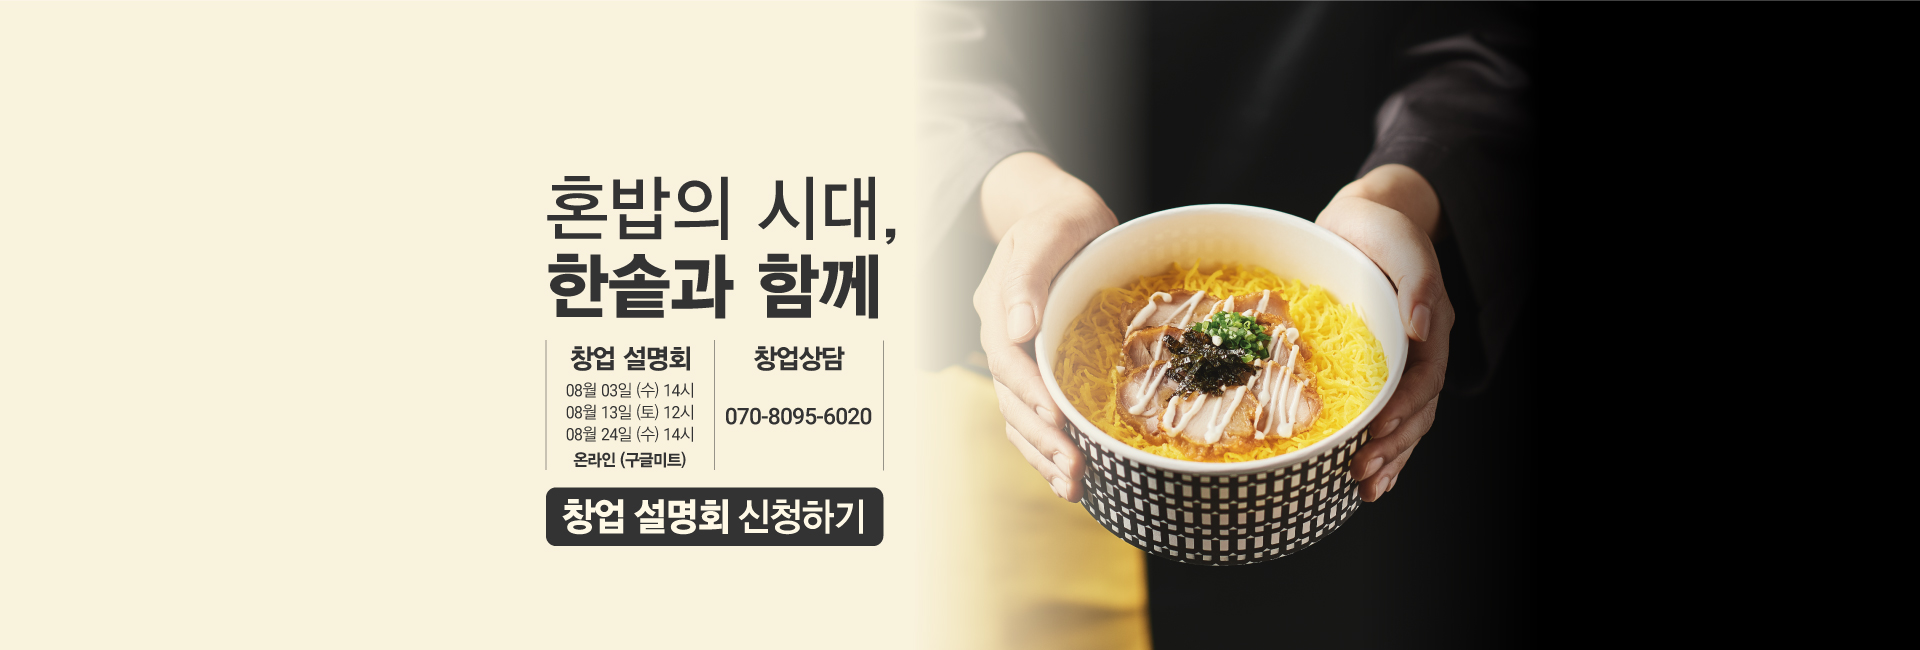 혼밥의 시대,
한솥과 함께
창업 설명회
08월 03일 (수) 14시
08월 13일 (토) 12시
08월 24일 (수) 14시
온라인 (구글미트)
창업상담
070-8095-6020
창업 설명회 신청하기